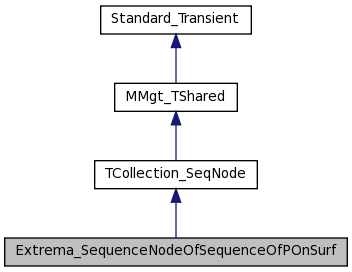 Standard_Transient
MMgt_TShared
TCollection_SeqNode
Extrema_SequenceNodeOfSequenceOfPOnSurf